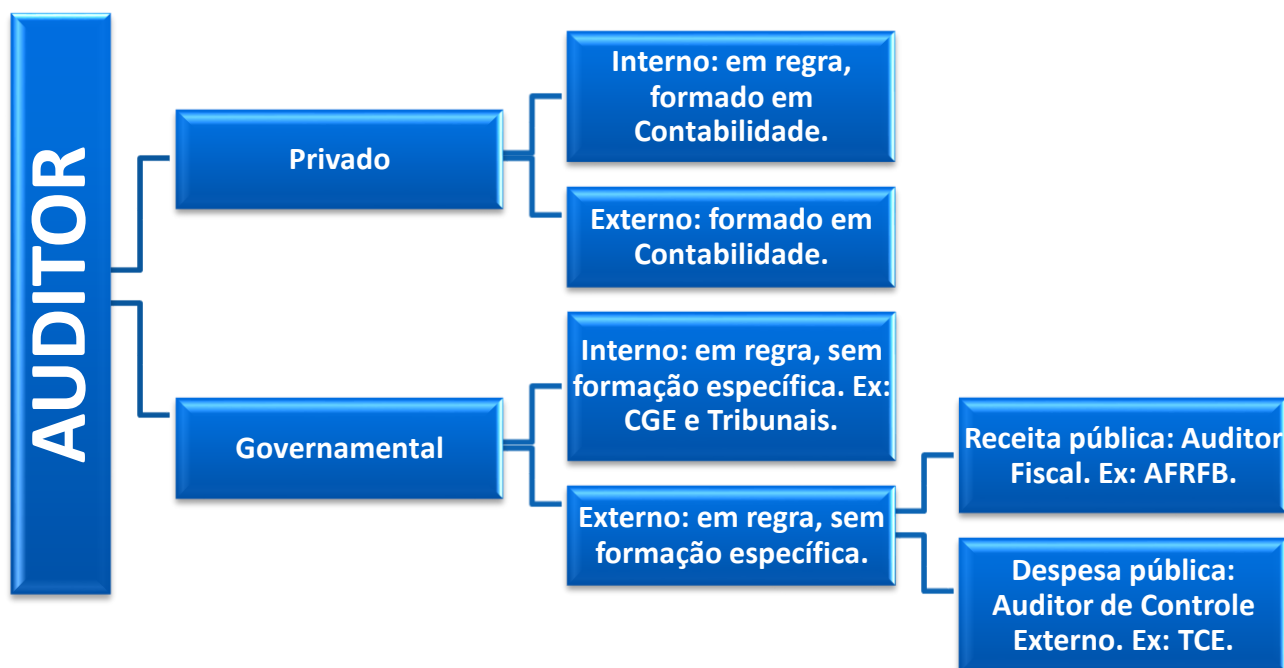 AUDITOR
Privado
Interno: em regra,
formado em
Contabilidade.
Externo: formado em
Contabilidade.
Governamental
Interno: em regra, sem
formação específica. Ex:
CGE e Tribunais.
Externo: em regra, sem
formação específica.
Receita pública: Auditor
Fiscal. Ex: AFRFB.
Despesa pública:
Auditor de Controle
Externo. Ex: TCE.